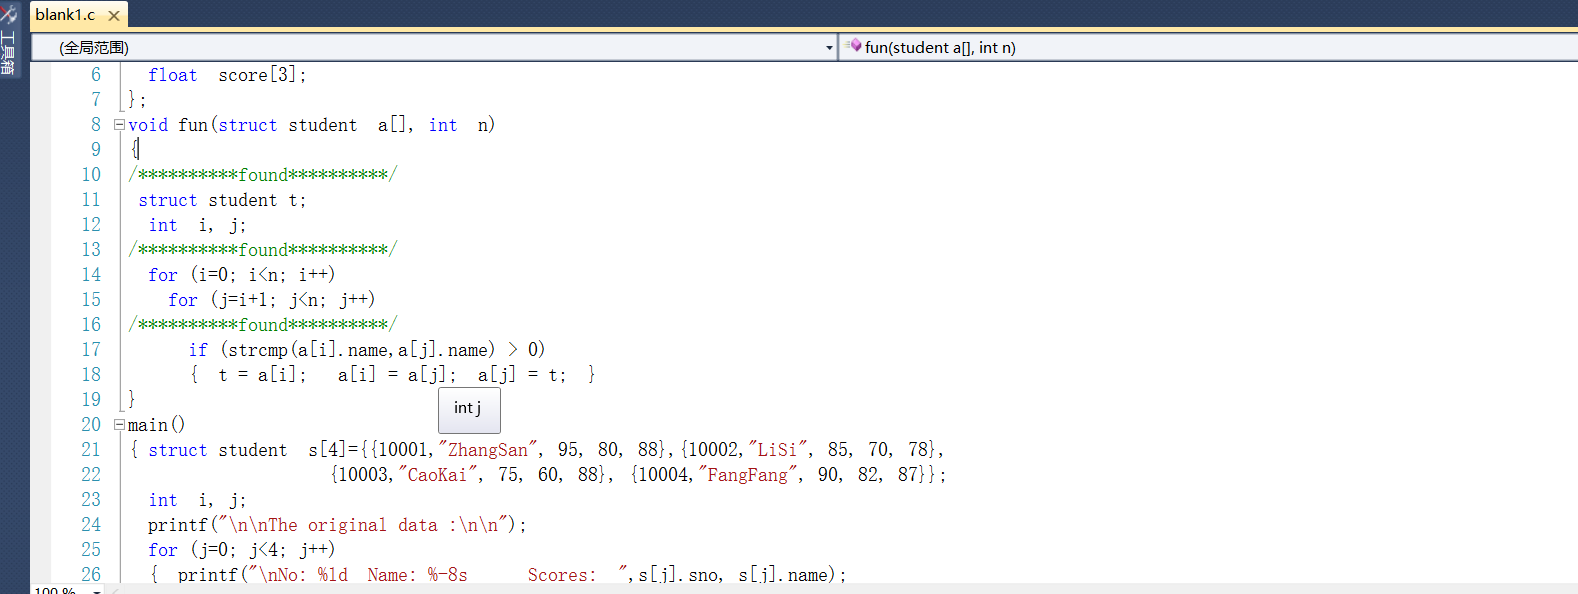 blank1.c
工具箱
(全局范围)
fun(student a[], int n)
6 float score[3];
7 };
8 void fun(struct student a[], int n)
9 {
10 /**********found**********/
11 struct student t;
12 int i, j;
13 /**********found**********/
14 for (i=0; i<n; i++)
15 for (j=i+1; j<n; j++)
16 /**********found**********/
17 if (strcmp(a[i].name,a[j].name) > 0)
18 { t = a[i]; a[i] = a[j]; a[j] = t; }
19 }
int j
20 main()
21 { struct student s[4]={{10001,"ZhangSan", 95, 80, 88},{10002,"LiSi", 85, 70, 78},
22 {10003,"CaoKai", 75, 60, 88}, {10004,"FangFang", 90, 82, 87}};
23 int i, j;
24 printf("\n\nThe original data :\n\n");
25 for (j=0; j<4; j++)
26 { printf("\nNo: %ld Name: %-8s Scores: ",s[j].sno, s[j].name);
100 %